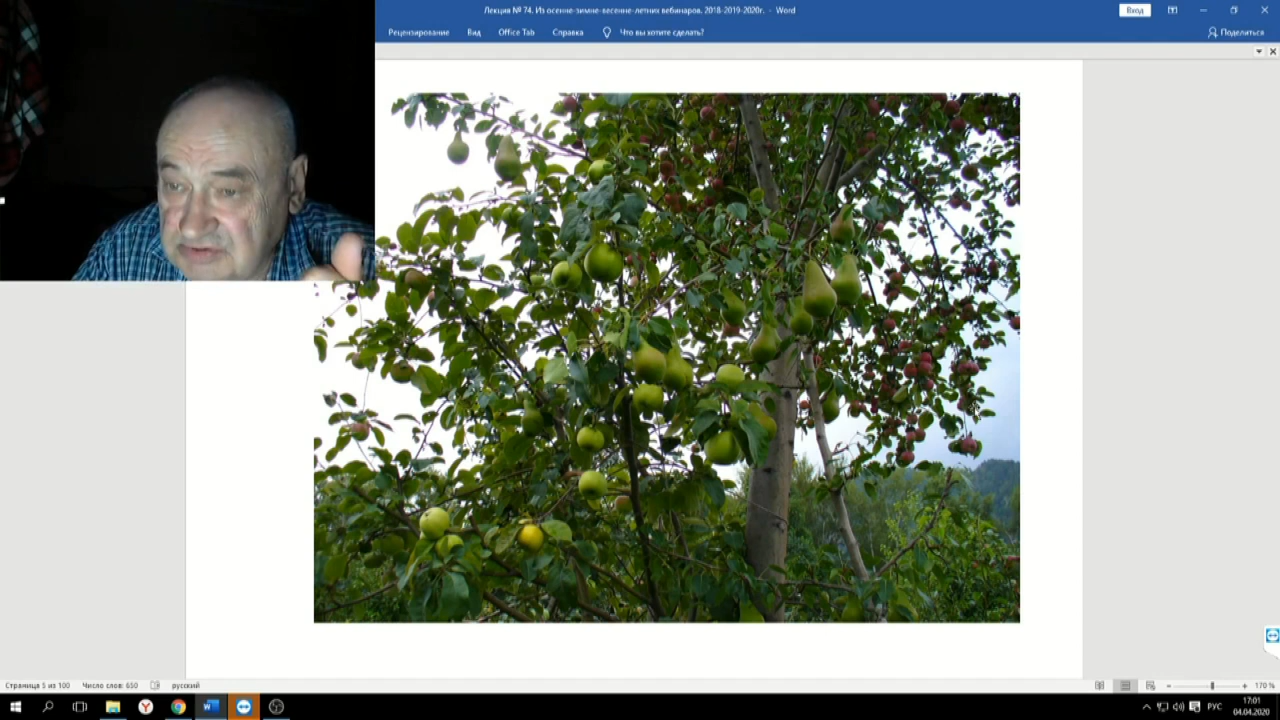 Лекция № 74. Из осенне-зимне-весенне-летних вебинаров. 2018-2019-2020г. - Word
Вход
Рецензирование Вид Office Tab Справка Что вы хотите сделать? Поделиться
Страница 5 из 100 Число слов: 650 русский 170 %
РУС
17:01
04.04.2020